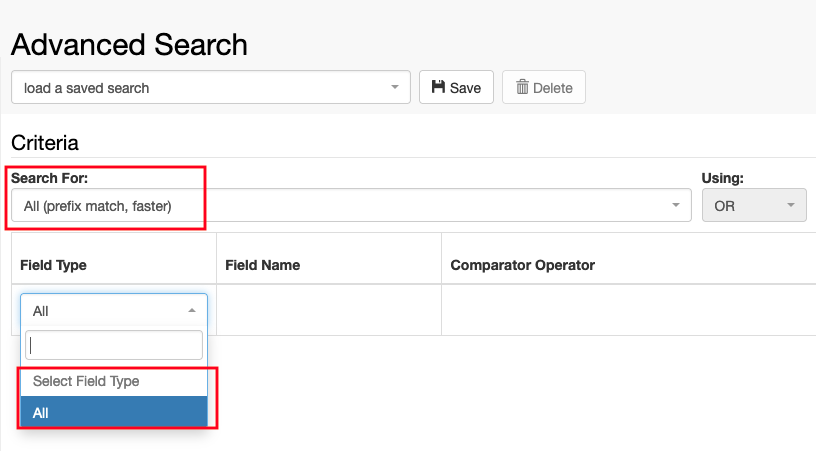 Advanced Search
load a saved search
Save
Delete
Criteria
Search For:
Using:
All (prefix match, faster)
OR
Field Type
Field Name
Comparator Operator
All
Select Field Type
All